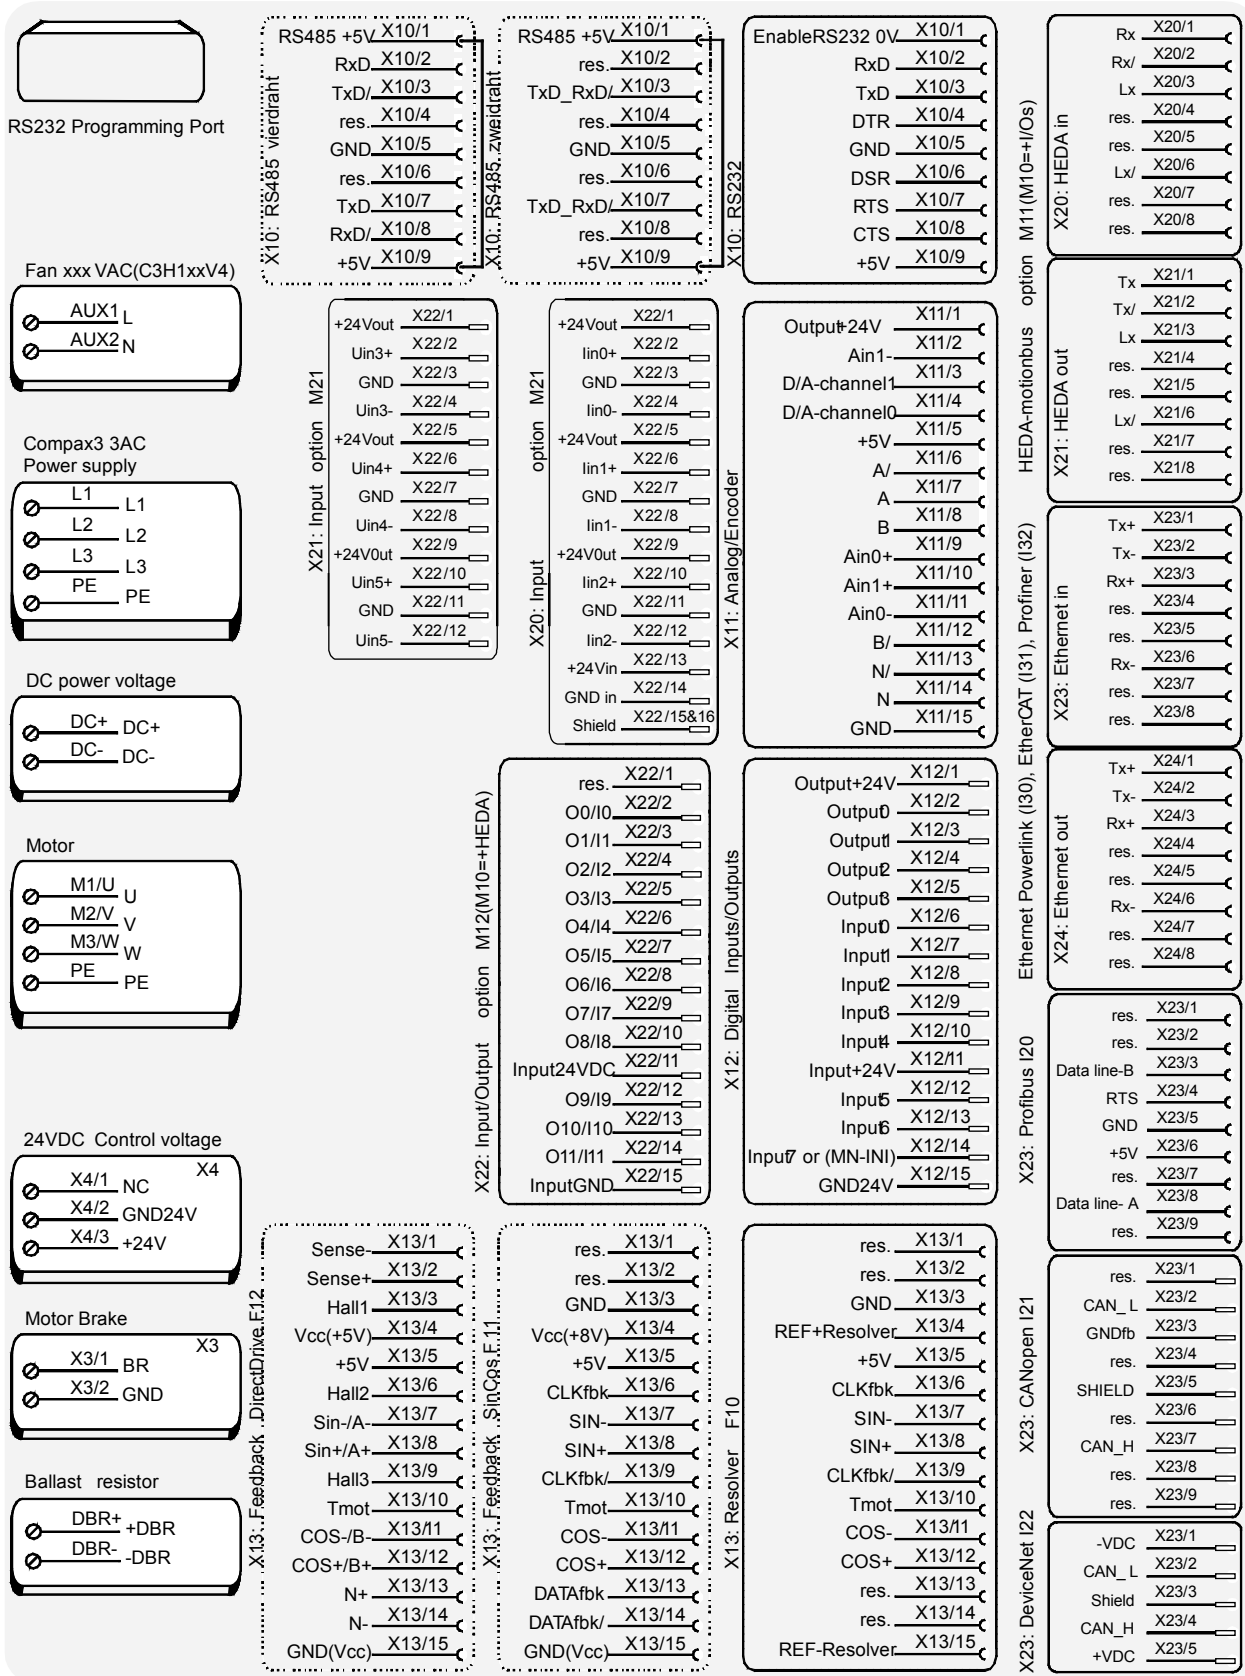 RS232 Programming Port
Fan xxx VAC(C3H1xxV4)
AUX1 L
AUX2 N
Compax3 3AC
Power supply
L1 L1
L2 L2
L3 L3
PE PE
DC power voltage
DC+ DC+
DC- DC-
Motor
M1/U U
M2/V V
M3/W W
PE PE
24VDC Control voltage
X4
X4/1 NC
X4/2 GND24V
X4/3 +24V
Motor Brake
X3
X3/1 BR
X3/2 GND
Ballast resistor
DBR+ +DBR
DBR- -DBR
X10: RS485 vierdraht
RS485 +5V X10/1
RxD X10/2
TxD/ X10/3
res. X10/4
GND X10/5
res. X10/6
TxD X10/7
RxD/ X10/8
+5V X10/9
X10: RS485 zweidraht
RS485 +5V X10/1
res. X10/2
TxD_RxD/ X10/3
res. X10/4
GND X10/5
res. X10/6
TxD_RxD/ X10/7
res. X10/8
+5V X10/9
X10: RS232
EnableRS232 0V X10/1
RxD X10/2
TxD X10/3
DTR X10/4
GND X10/5
DSR X10/6
RTS X10/7
CTS X10/8
+5V X10/9
X21: Input option M21
+24Vout X22/1
Uin3+ X22/2
GND X22/3
Uin3- X22/4
+24Vout X22/5
Uin4+ X22/6
GND X22/7
Uin4- X22/8
+24V0ut X22/9
Uin5+ X22/10
GND X22/11
Uin5- X22/12
X20: Input option M21
+24Vout X22/1
Iin0+ X22/2
GND X22/3
Iin0- X22/4
+24Vout X22/5
Iin1+ X22/6
GND X22/7
Iin1- X22/8
+24V0ut X22/9
Iin2+ X22/10
GND X22/11
Iin2- X22/12
+24Vin X22/13
GND in X22/14
Shield X22/15&16
X11: Analog/Encoder
Output+24V X11/1
Ain1- X11/2
D/A-channel1 X11/3
D/A-channel0 X11/4
+5V X11/5
A/ X11/6
A X11/7
B X11/8
Ain0+ X11/9
Ain1+ X11/10
Ain0- X11/11
B/ X11/12
N/ X11/13
N X11/14
GND X11/15
X22: Input/Output option M12(M10=+HEDA)
res. X22/1
O0/I0 X22/2
O1/I1 X22/3
O2/I2 X22/4
O3/I3 X22/5
O4/I4 X22/6
O5/I5 X22/7
O6/I6 X22/8
O7/I7 X22/9
O8/I8 X22/10
Input24VDC X22/11
O9/I9 X22/12
O10/I10 X22/13
O11/I11 X22/14
InputGND X22/15
X12: Digital Inputs/Outputs
Output+24V X12/1
Output0 X12/2
Output1 X12/3
Output2 X12/4
Output3 X12/5
Input0 X12/6
Input1 X12/7
Input2 X12/8
Input3 X12/9
Input4 X12/10
Input+24V X12/11
Input5 X12/12
Input6 X12/13
Input7 or (MN-INI) X12/14
GND24V X12/15
X13: Feedback DirectDrive F12
Sense- X13/1
Sense+ X13/2
Hall1 X13/3
Vcc(+5V) X13/4
+5V X13/5
Hall2 X13/6
Sin-/A- X13/7
Sin+/A+ X13/8
Hall3 X13/9
Tmot X13/10
COS-/B- X13/11
COS+/B+ X13/12
N+ X13/13
N- X13/14
GND(Vcc) X13/15
X13: Feedback SinCos F 11
res. X13/1
res. X13/2
GND X13/3
Vcc(+8V) X13/4
+5V X13/5
CLKfbk X13/6
SIN- X13/7
SIN+ X13/8
CLKfbk/ X13/9
Tmot X13/10
COS- X13/11
COS+ X13/12
DATAfbk X13/13
DATAfbk/ X13/14
GND(Vcc) X13/15
X13: Resolver F10
res. X13/1
res. X13/2
GND X13/3
REF+Resolver X13/4
+5V X13/5
CLKfbk X13/6
SIN- X13/7
SIN+ X13/8
CLKfbk/ X13/9
Tmot X13/10
COS- X13/11
COS+ X13/12
res. X13/13
res. X13/14
REF-Resolver X13/15
HEDA-motionbus option M11(M10=+I/Os)
X20: HEDA in
Rx X20/1
Rx/ X20/2
Lx X20/3
res. X20/4
res. X20/5
Lx/ X20/6
res. X20/7
res. X20/8
X21: HEDA out
Tx X21/1
Tx/ X21/2
Lx X21/3
res. X21/4
res. X21/5
Lx/ X21/6
res. X21/7
res. X21/8
Ethernet Powerlink (I30), EtherCAT (I31), Profiner (I32)
X23: Ethernet in
Tx+ X23/1
Tx- X23/2
Rx+ X23/3
res. X23/4
res. X23/5
Rx- X23/6
res. X23/7
res. X23/8
X24: Ethernet out
Tx+ X24/1
Tx- X24/2
Rx+ X24/3
res. X24/4
res. X24/5
Rx- X24/6
res. X24/7
res. X24/8
X23: Profibus I20
res. X23/1
res. X23/2
Data line-B X23/3
RTS X23/4
GND X23/5
+5V X23/6
res. X23/7
Data line- A X23/8
res. X23/9
X23: CANopen I21
res. X23/1
CAN_ L X23/2
GNDfb X23/3
res. X23/4
SHIELD X23/5
res. X23/6
CAN_H X23/7
res. X23/8
res. X23/9
X23: DeviceNet I22
-VDC X23/1
CAN_ L X23/2
Shield X23/3
CAN_H X23/4
+VDC X23/5